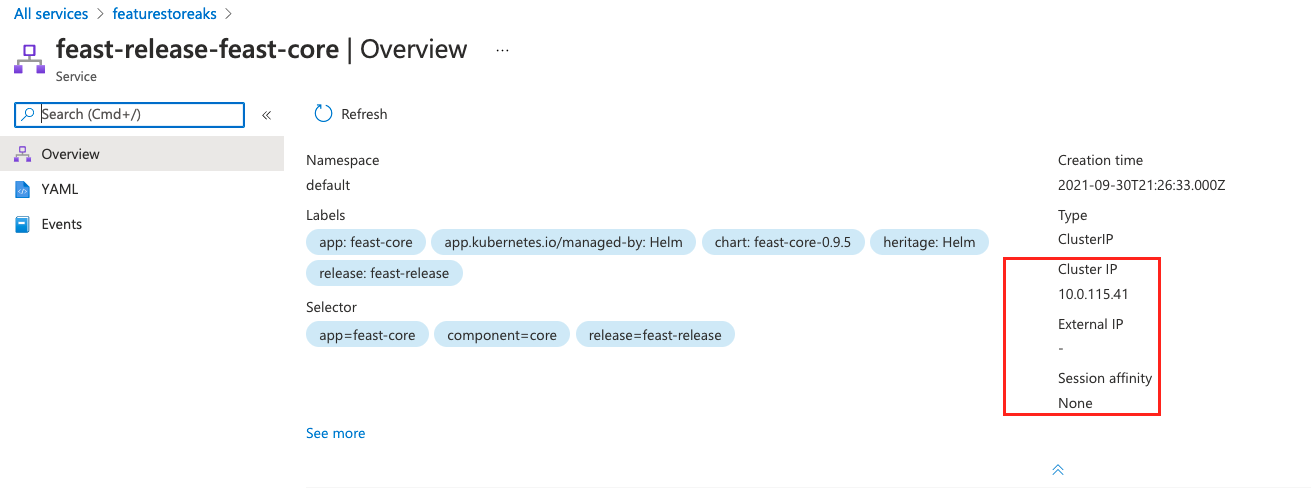 All services > featurestoreaks >
feast-release-feast-core | Overview ...
Service
Search (Cmd+/) «
Overview
YAML
Events
Refresh
Namespace
default
Labels
app: feast-core app.kubernetes.io/managed-by: Helm chart: feast-core-0.9.5 heritage: Helm
release: feast-release
Selector
app=feast-core component=core release=feast-release
See more
Creation time
2021-09-30T21:26:33.000Z
Type
ClusterIP
Cluster IP
10.0.115.41
External IP
-
Session affinity
None